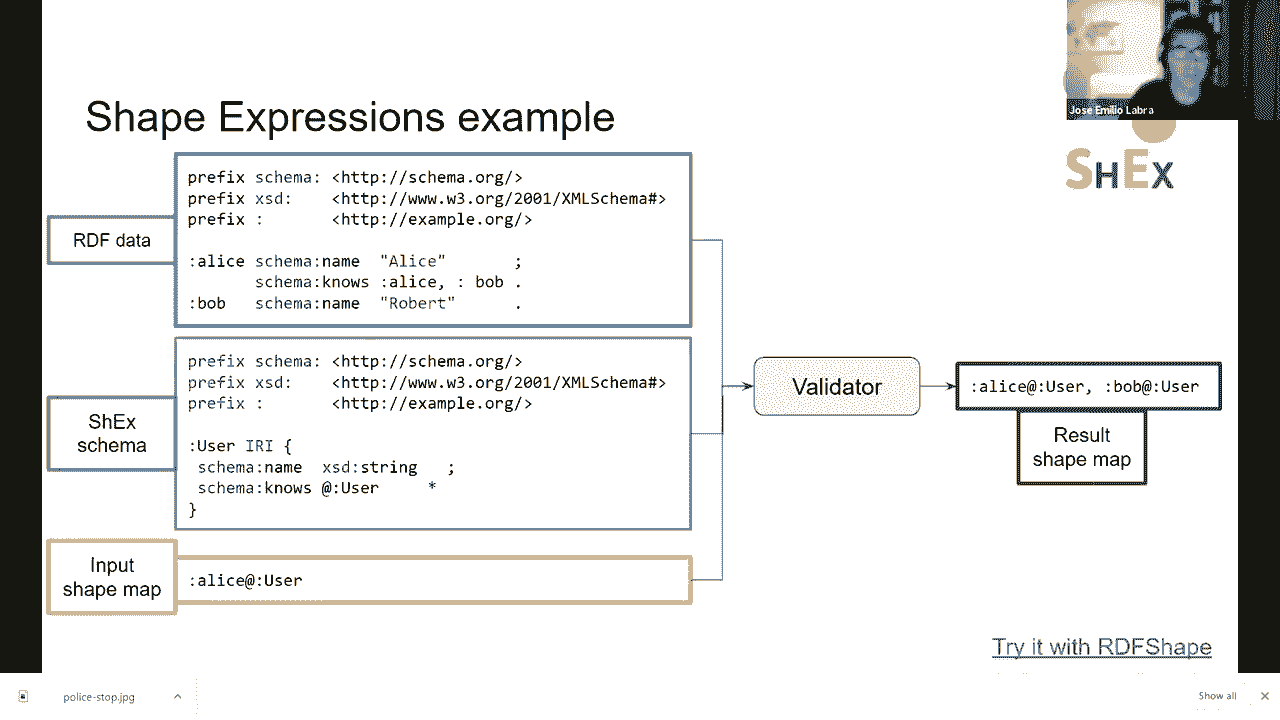 Jose Emilio Labra
Shape Expressions example
SHEX
RDF data
prefix schema: <http://schema.org/>
prefix xsd: <http://www.w3.org/2001/XMLSchema#>
prefix : <http://example.org/>
:alice schema:name "Alice" ;
schema:knows :alice, : bob .
:bob schema:name "Robert" .
ShEx
schema
prefix schema: <http://schema.org/>
prefix xsd: <http://www.w3.org/2001/XMLSchema#>
prefix : <http://example.org/>
:User IRI {
schema:name xsd:string ;
schema:knows @:User *
}
Input
shape map
:alice@:User
Validator
:alice@:User, :bob@:User
Result
shape map
Try it with RDFShape
police-stop.jpg
Show all